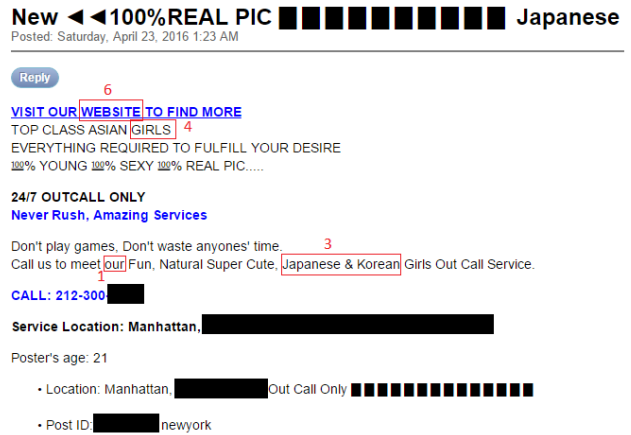 New ◄◄100%REAL PIC █ █ █ █ █ █ █ █ █ █ Japanese
Posted: Saturday, April 23, 2016 1:23 AM
Reply
6
VISIT OUR WEBSITE TO FIND MORE
TOP CLASS ASIAN GIRLS 4
EVERYTHING REQUIRED TO FULFILL YOUR DESIRE
100% YOUNG 100% SEXY 100% REAL PIC.....
24/7 OUTCALL ONLY
Never Rush, Amazing Services
Don't play games, Don't waste anyones' time.
3
Call us to meet our Fun, Natural Super Cute, Japanese & Korean Girls Out Call Service.
1
CALL: 212-300-
Service Location: Manhattan,
Poster's age: 21
• Location: Manhattan, Out Call Only █ █ █ █ █ █ █ █ █ █ █ █ █ █
• Post ID: newyork